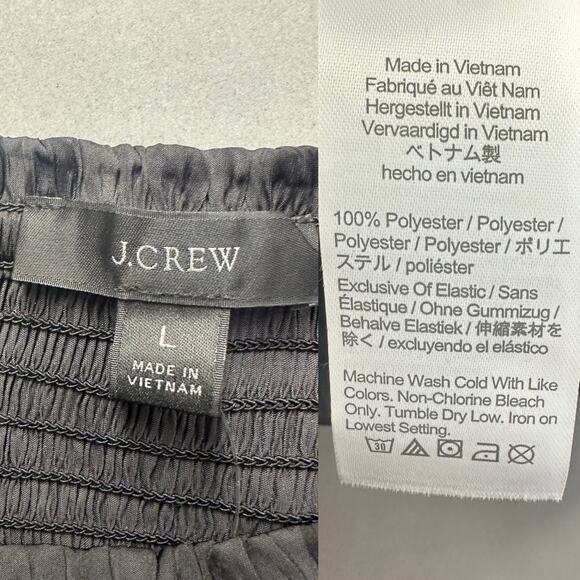 J.CREW
L
MADE IN
VIETNAM
Made in Vietnam
Fabriqué au Viêt Nam
Hergestellt in Vietnam
Vervaardigd in Vietnam
ベトナム製
hecho en vietnam
100% Polyester / Polyester /
Polyester / Polyester / ポリエ
ステル / poliéster
Exclusive Of Elastic / Sans
Élastique / Ohne Gummizug /
Behalve Elastiek / 伸縮素材を
除く / excluyendo el elástico
Machine Wash Cold With Like
Colors. Non-Chlorine Bleach
Only. Tumble Dry Low. Iron on
Lowest Setting.
30